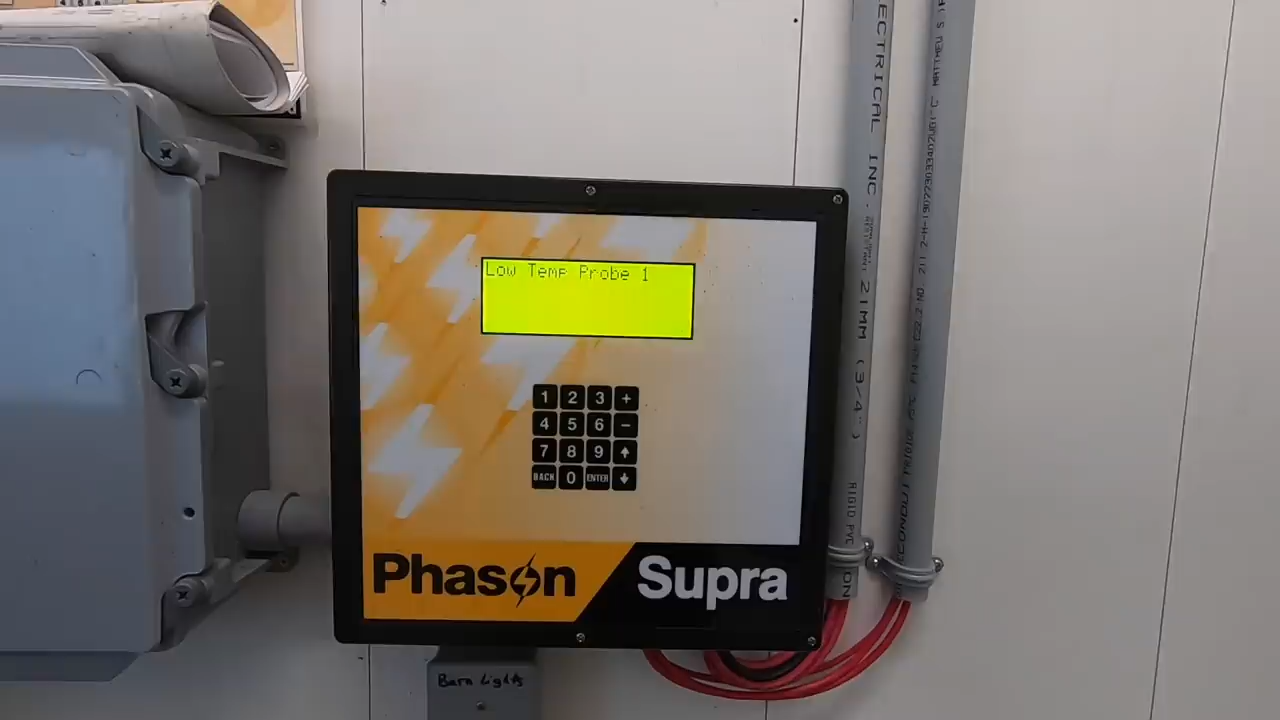 Low Temp Probe 1
1 2 3 +
4 5 6 -
7 8 9
BACK 0 ENTER
Phason Supra
Barn Lights
ELECTRICAL INC.
21MM (3/4")
RIGID PVC